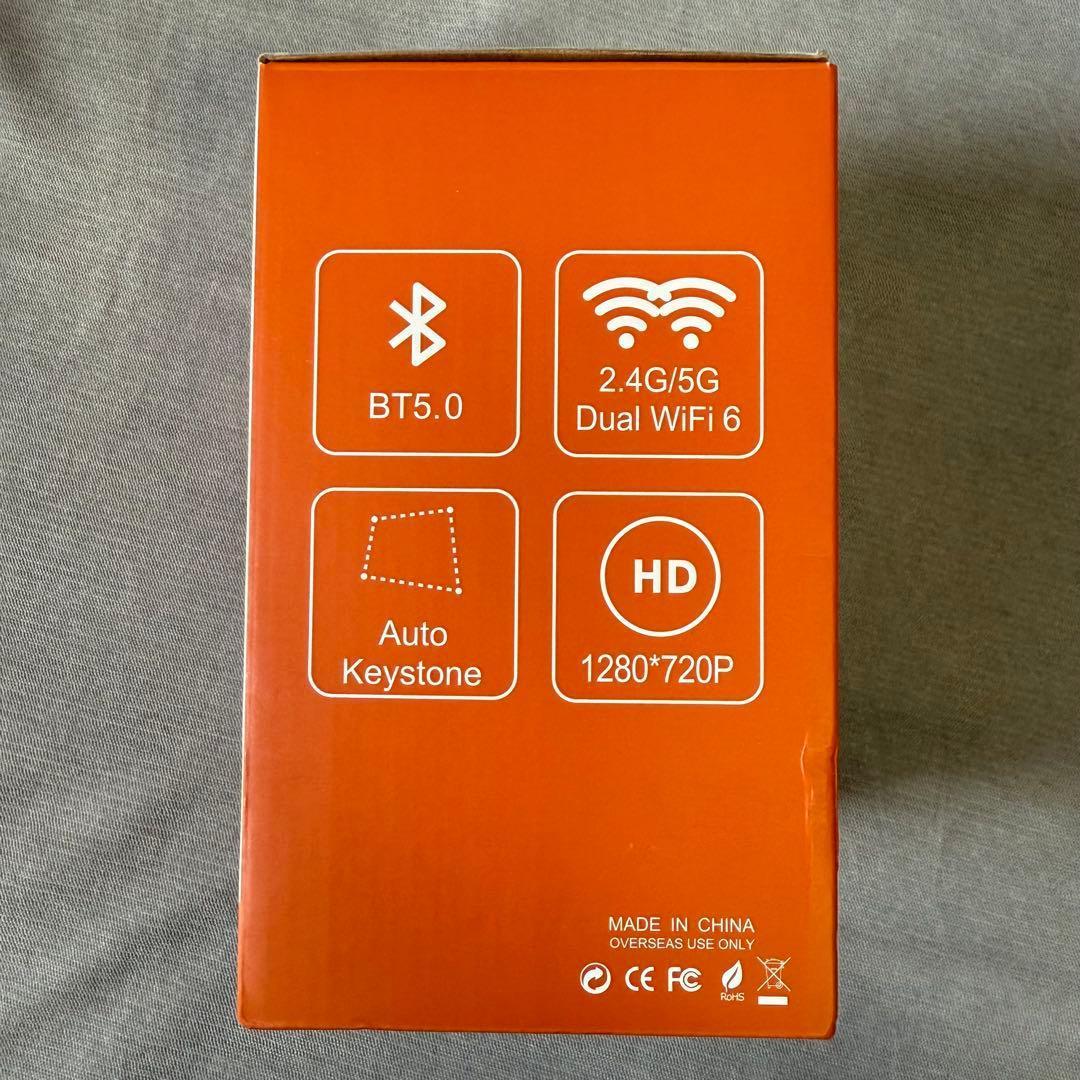 BT5.0
2.4G/5G
Dual WiFi 6
Auto
Keystone
HD
1280*720P
MADE IN CHINA
OVERSEAS USE ONLY
CE FC RoHS